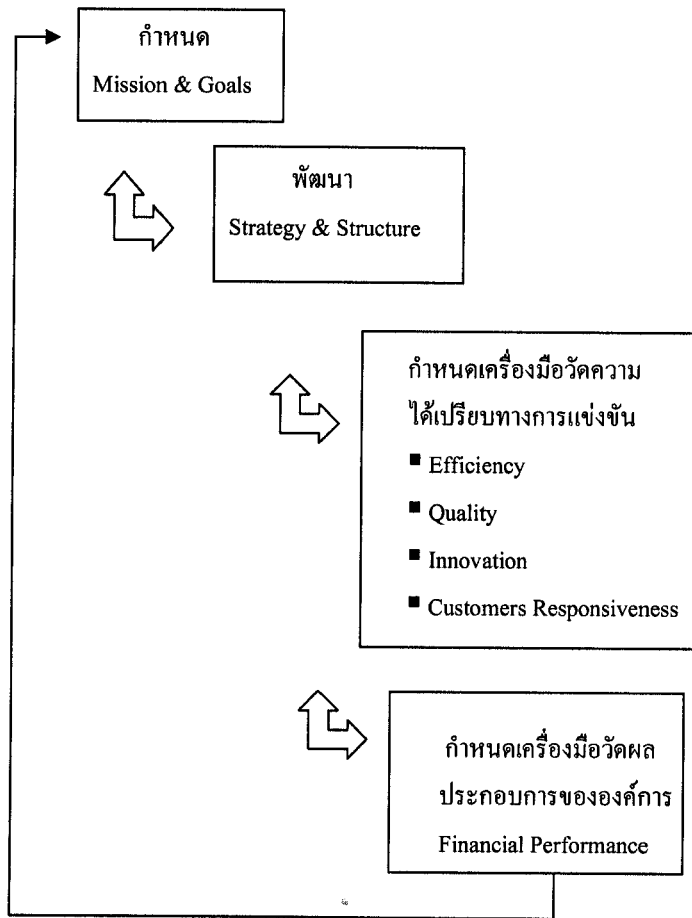 กำหนด
Mission & Goals
พัฒนา
Strategy & Structure
กำหนดเครื่องมือวัดความ
ได้เปรียบทางการแข่งขัน
■ Efficiency
■ Quality
■ Innovation
■ Customers Responsiveness
กำหนดเครื่องมือวัดผล
ประกอบการขององค์การ
Financial Performance